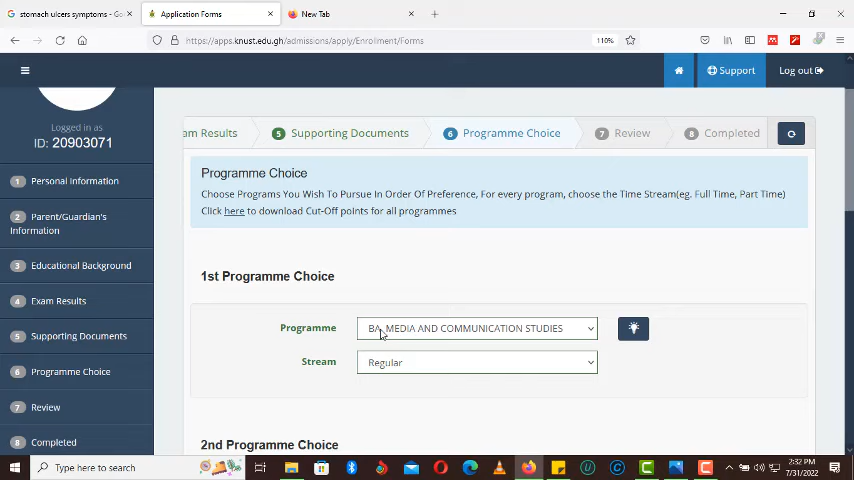 stomach ulcers symptoms - Go
Application Forms
New Tab
https://apps.knust.edu.gh/admissions/apply/Enrollment/Forms
110%
Support
Log out
Logged in as
ID: 20903071
1 Personal Information
2 Parent/Guardian's
Information
3 Educational Background
4 Exam Results
5 Supporting Documents
6 Programme Choice
7 Review
8 Completed
am Results
5 Supporting Documents
6 Programme Choice
7 Review
8 Completed
Programme Choice
Choose Programs You Wish To Pursue In Order Of Preference, For every program, choose the Time Stream(eg. Full Time, Part Time)
Click here to download Cut-Off points for all programmes
1st Programme Choice
Programme
BA. MEDIA AND COMMUNICATION STUDIES
Stream
Regular
2nd Programme Choice
Type here to search
2:32 PM
7/31/2022